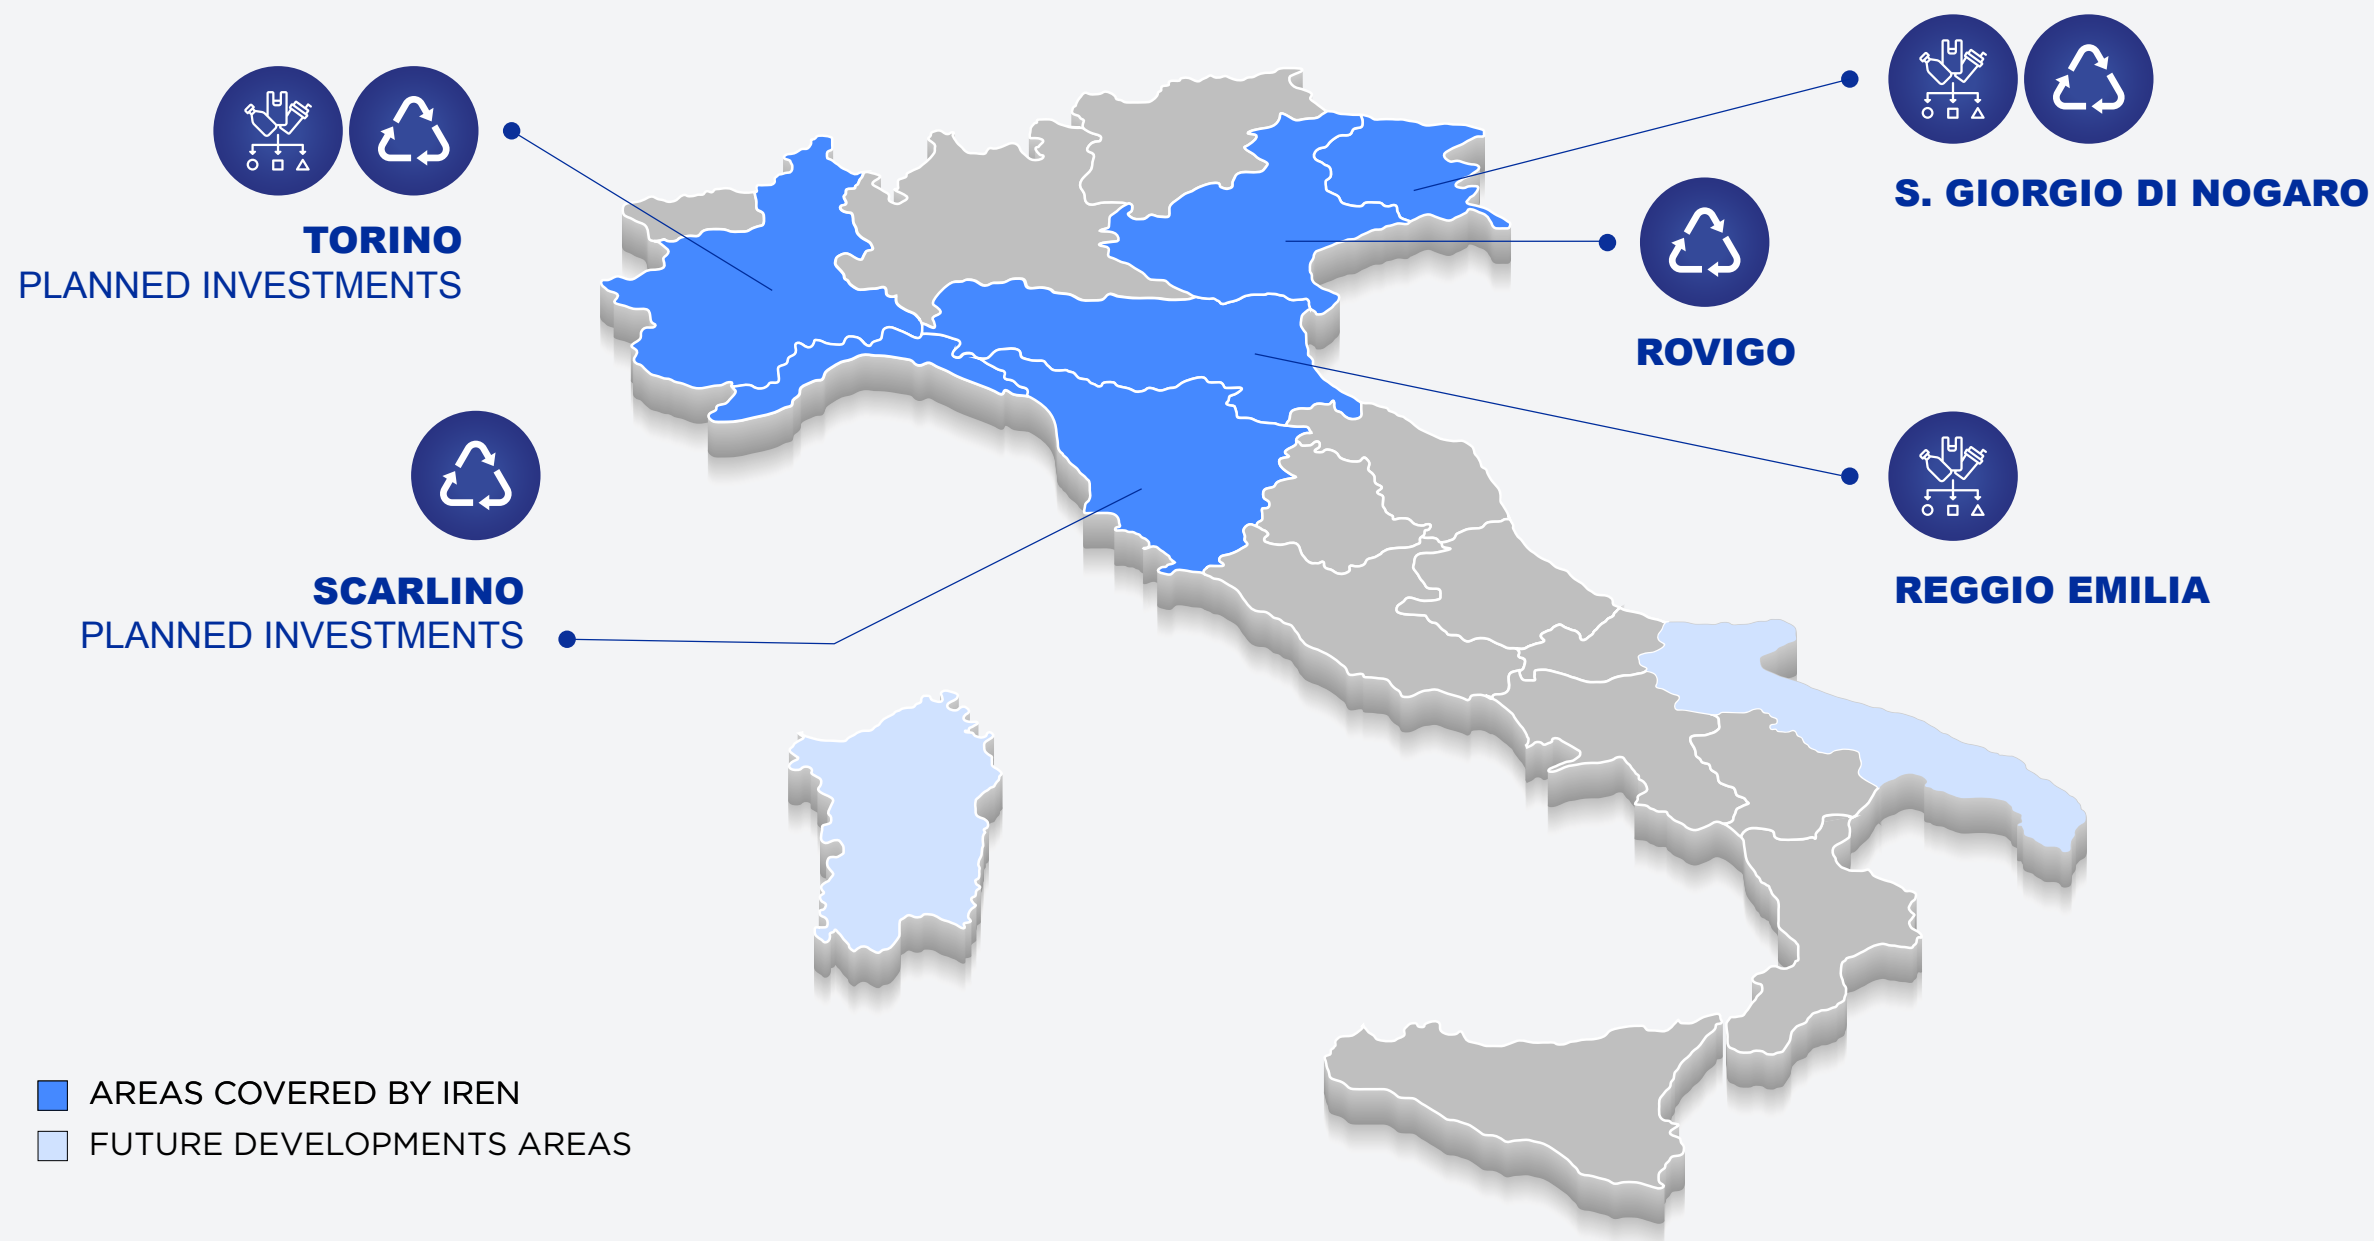 TORINO
PLANNED INVESTMENTS
S. GIORGIO DI NOGARO
ROVIGO
SCARLINO
PLANNED INVESTMENTS
REGGIO EMILIA
AREAS COVERED BY IREN
FUTURE DEVELOPMENTS AREAS